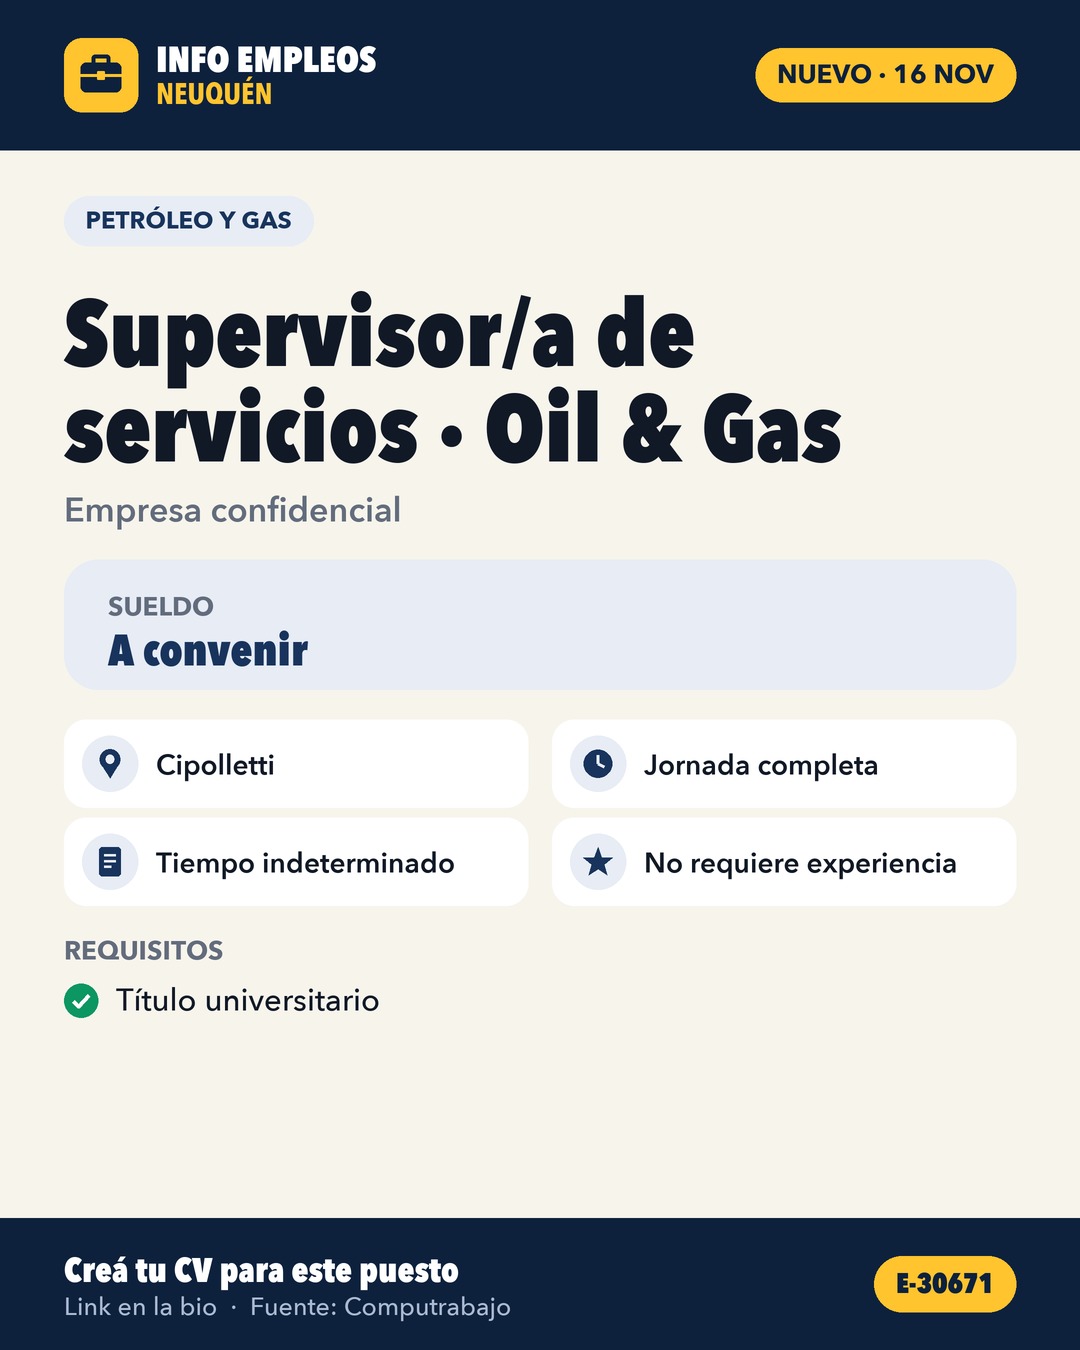 INFO EMPLEOS
NEUQUÉN
NUEVO · 16 NOV
PETRÓLEO Y GAS
Supervisor/a de
servicios · Oil & Gas
Empresa confidencial
SUELDO
A convenir
Cipolletti
Jornada completa
Tiempo indeterminado
No requiere experiencia
REQUISITOS
Título universitario
Creá tu CV para este puesto
Link en la bio · Fuente: Computrabajo
E-30671